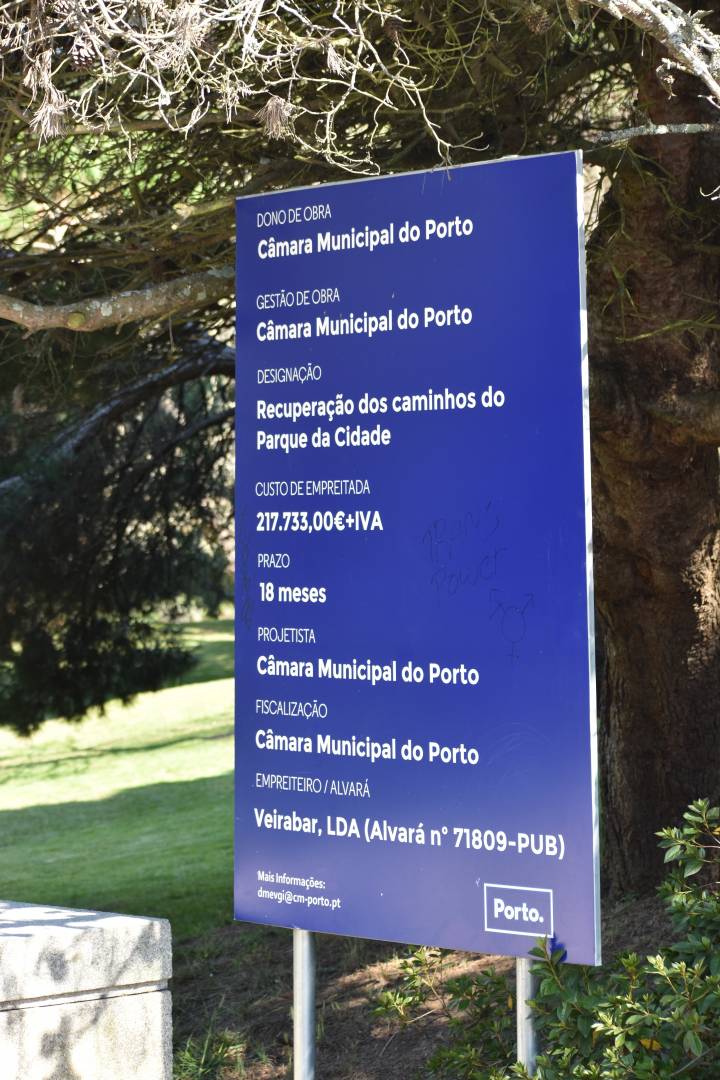 DONO DE OBRA
Câmara Municipal do Porto
GESTÃO DE OBRA
Câmara Municipal do Porto
DESIGNAÇÃO
Recuperação dos caminhos do
Parque da Cidade
CUSTO DE EMPREITADA
217.733,00€+IVA
PRAZO
18 meses
PROJETISTA
Câmara Municipal do Porto
FISCALIZAÇÃO
Câmara Municipal do Porto
EMPREITEIRO / ALVARÁ
Veirabar, LDA (Alvará n° 71809-PUB)
Mais Informações:
dmevgi@cm-porto.pt
Porto.
TRANS
POWER